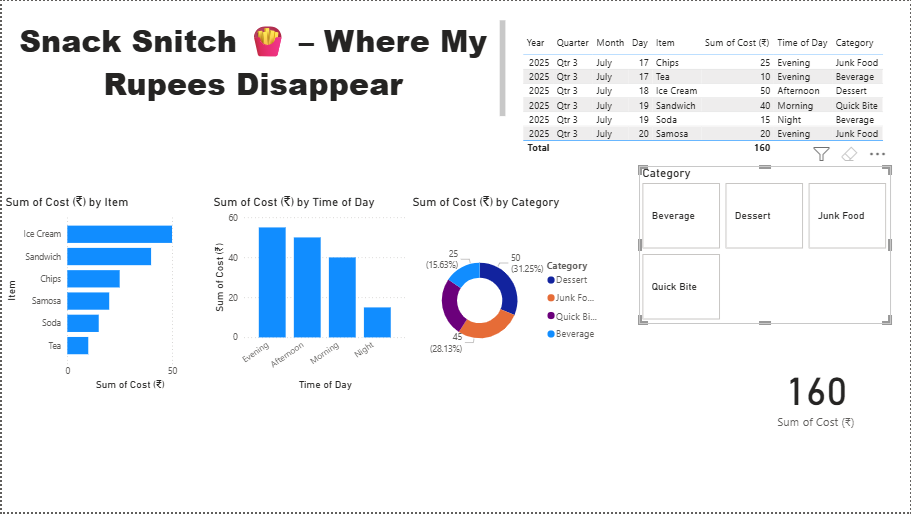 Snack Snitch 🍟 – Where My
Rupees Disappear
Year Quarter Month Day Item Sum of Cost (₹) Time of Day Category
2025 Qtr 3 July 17 Chips 25 Evening Junk Food
2025 Qtr 3 July 17 Tea 10 Evening Beverage
2025 Qtr 3 July 18 Ice Cream 50 Afternoon Dessert
2025 Qtr 3 July 19 Sandwich 40 Morning Quick Bite
2025 Qtr 3 July 19 Soda 15 Night Beverage
2025 Qtr 3 July 20 Samosa 20 Evening Junk Food
Total 160
Category
Beverage
Dessert
Junk Food
Quick Bite
Sum of Cost (₹) by Item
Item
Ice Cream
Sandwich
Chips
Samosa
Soda
Tea
0 50
Sum of Cost (₹)
Sum of Cost (₹) by Time of Day
Sum of Cost (₹)
60
40
20
0
Evening
Afternoon
Morning
Night
Time of Day
Sum of Cost (₹) by Category
25
(15.63%)
50
(31.25%)
45
(28.13%)
Category
Dessert
Junk Fo...
Quick Bi...
Beverage
160
Sum of Cost (₹)